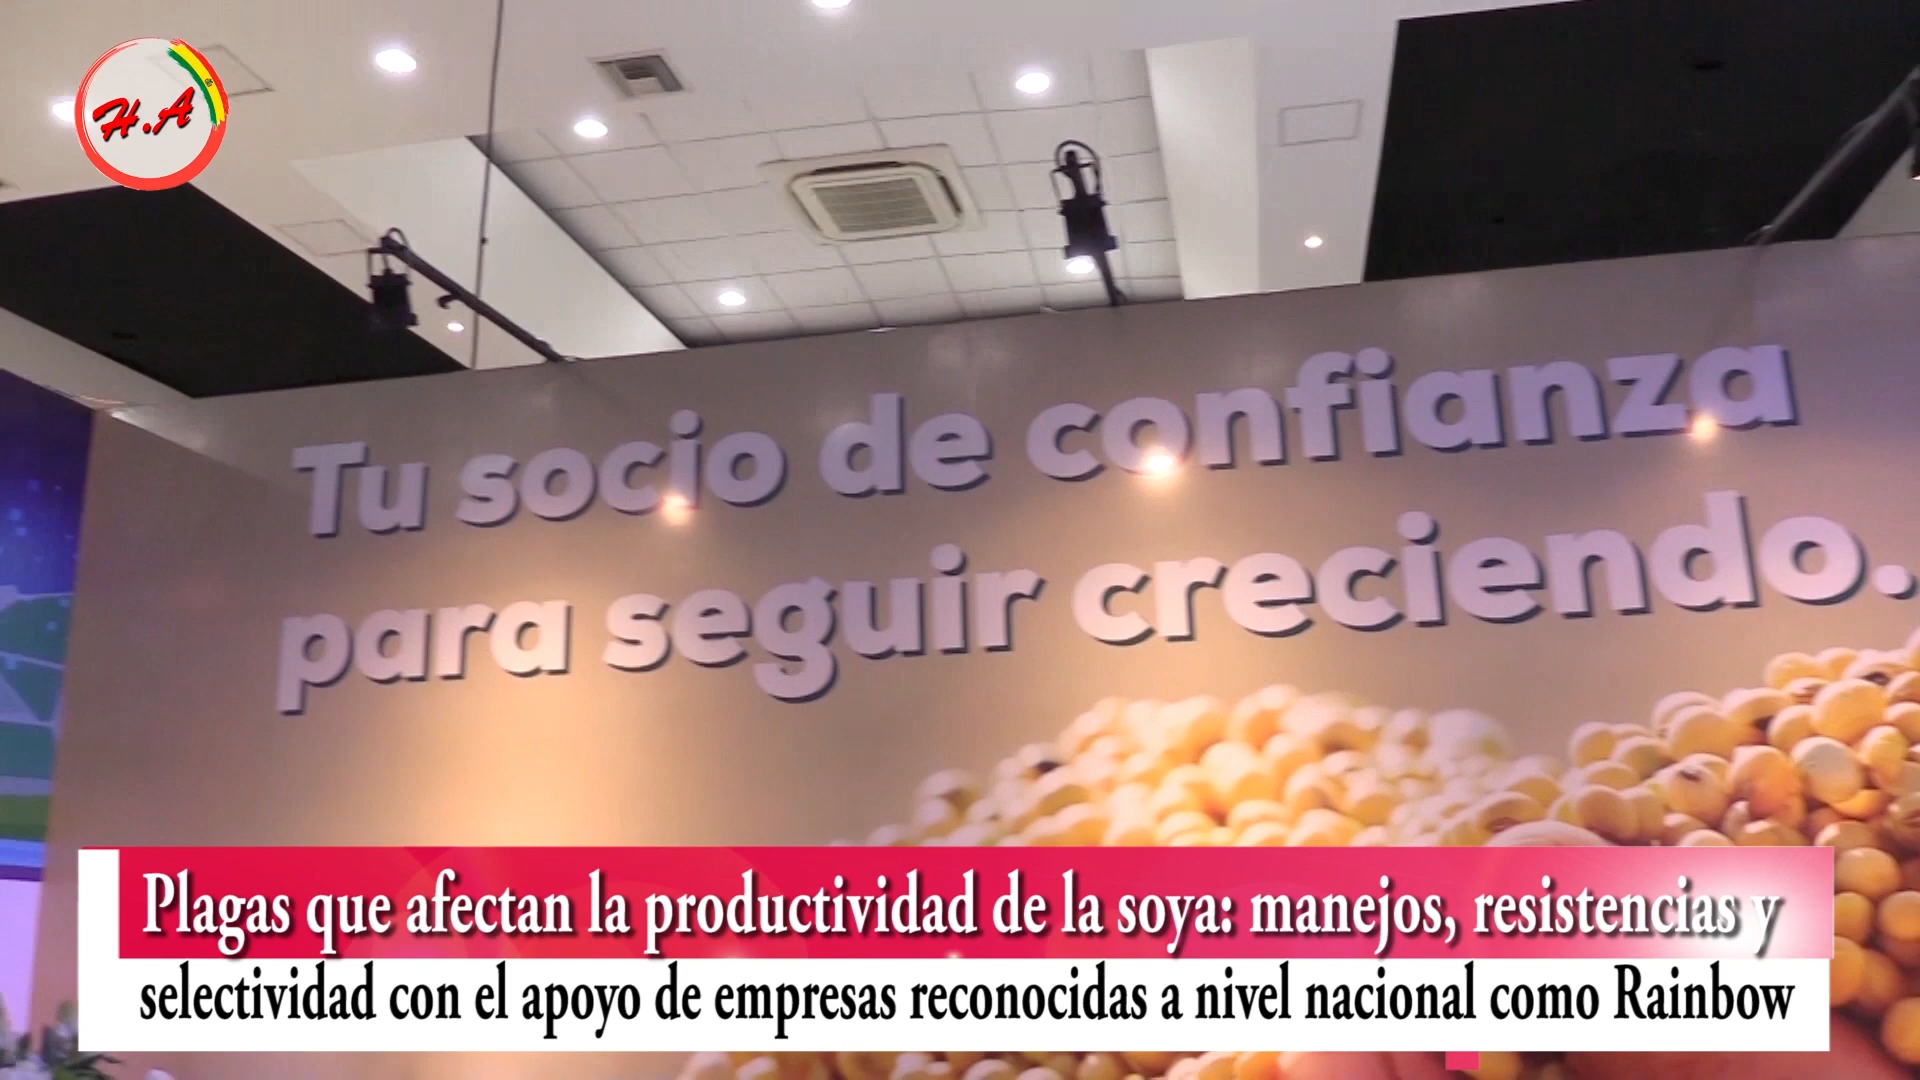 H.A
Tu socio de confianza
para seguir creciendo.
Plagas que afectan la productividad de la soya: manejos, resistencias y
selectividad con el apoyo de empresas reconocidas a nivel nacional como Rainbow